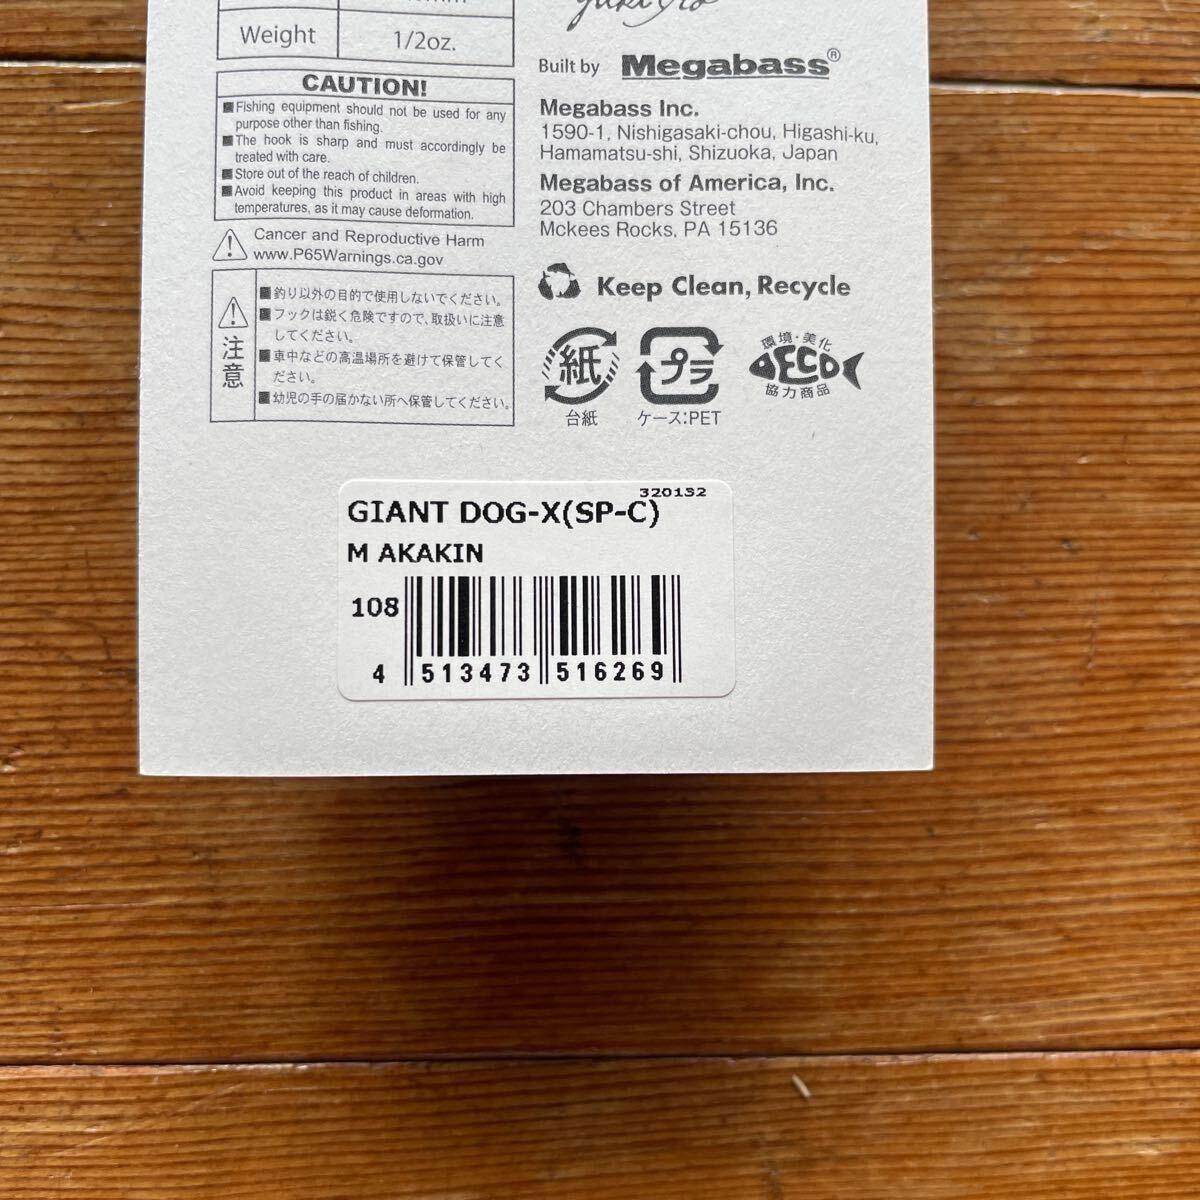 Weight 1/2oz.
CAUTION!
■Fishing equipment should not be used for any
purpose other than fishing.
■The hook is sharp and must accordingly be
treated with care.
■Store out of the reach of children.
■Avoid keeping this product in areas with high
temperatures, as it may cause deformation.
Cancer and Reproductive Harm
www.P65Warnings.ca.gov
注意
■釣り以外の目的で使用しないでください。
■フックは鋭く危険ですので、取扱いに注意
してください。
■車中などの高温場所を避けて保管してく
ださい。
■幼児の手の届かない所へ保管してください。
Built by Megabass®
Megabass Inc.
1590-1, Nishigasaki-chou, Higashi-ku,
Hamamatsu-shi, Shizuoka, Japan
Megabass of America, Inc.
203 Chambers Street
Mckees Rocks, PA 15136
Keep Clean, Recycle
紙
台紙
プラ
ケース:PET
環境・美化
ECO
協力商品
320132
GIANT DOG-X(SP-C)
M AKAKIN
108
4 513473 516269